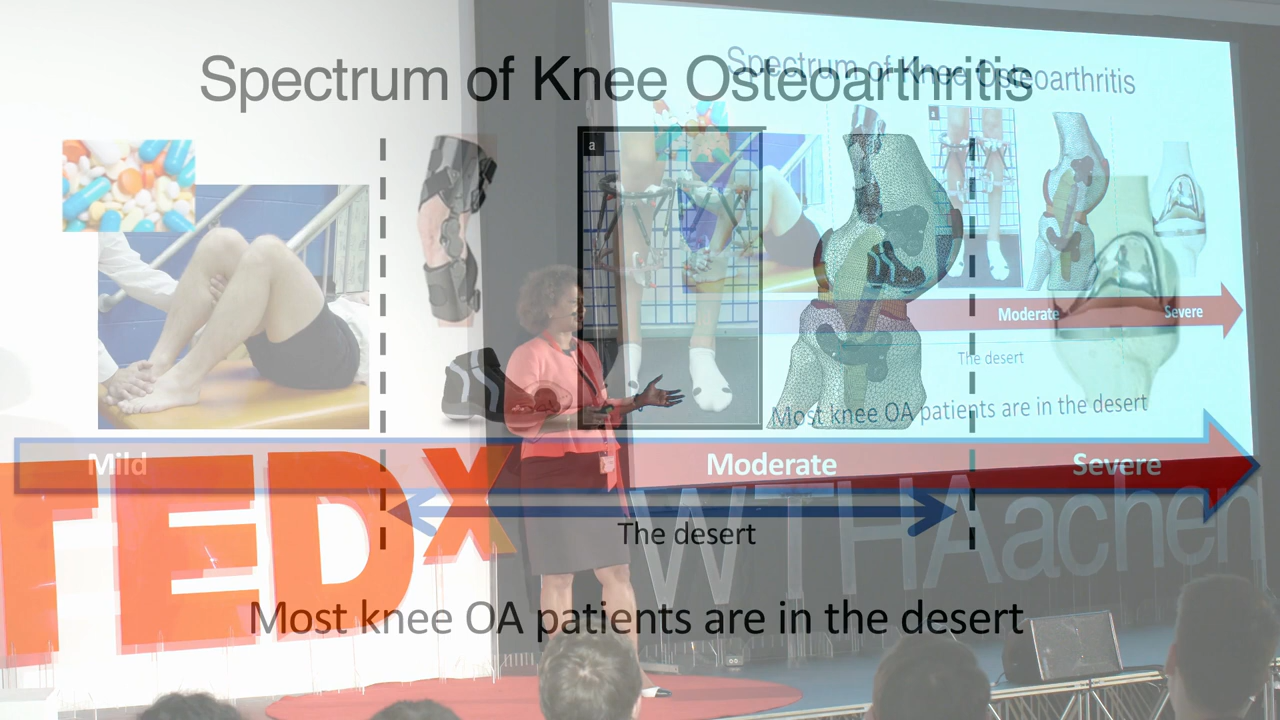 Spectrum of Knee Osteoarthritis
Spectrum of Knee Osteoarthritis
a
Moderate
Severe
The desert
Most knee OA patients are in the desert
Mild
Moderate
Severe
TEDx
WTHAachen
The desert
Most knee OA patients are in the desert